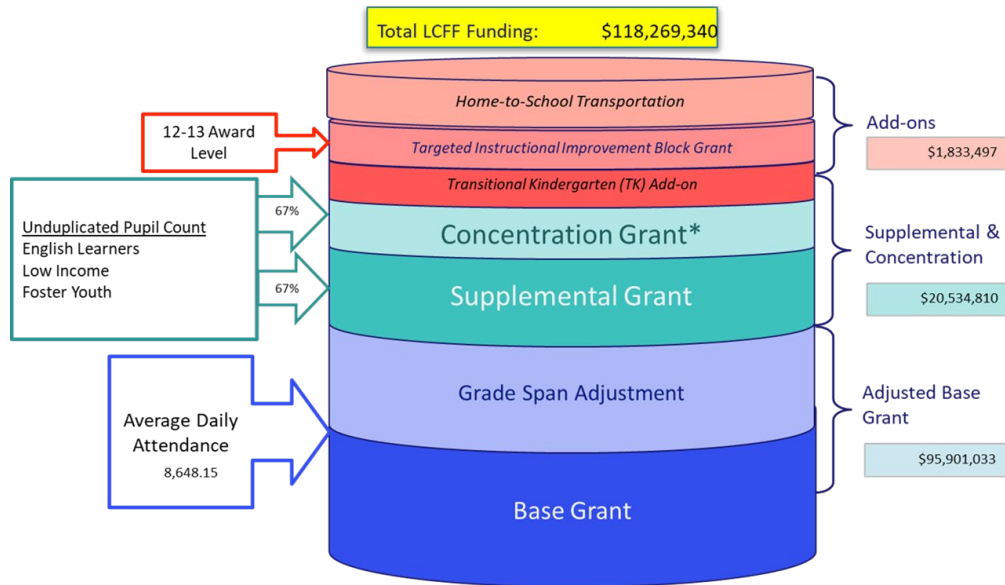 Total LCFF Funding: $118,269,340
Home-to-School Transportation
12-13 Award
Level
Targeted Instructional Improvement Block Grant
Add-ons
$1,833,497
Transitional Kindergarten (TK) Add-on
Unduplicated Pupil Count
English Learners
Low Income
Foster Youth
67%
67%
Concentration Grant*
Supplemental Grant
Supplemental &
Concentration
$20,534,810
Average Daily
Attendance
8,648.15
Grade Span Adjustment
Base Grant
Adjusted Base
Grant
$95,901,033